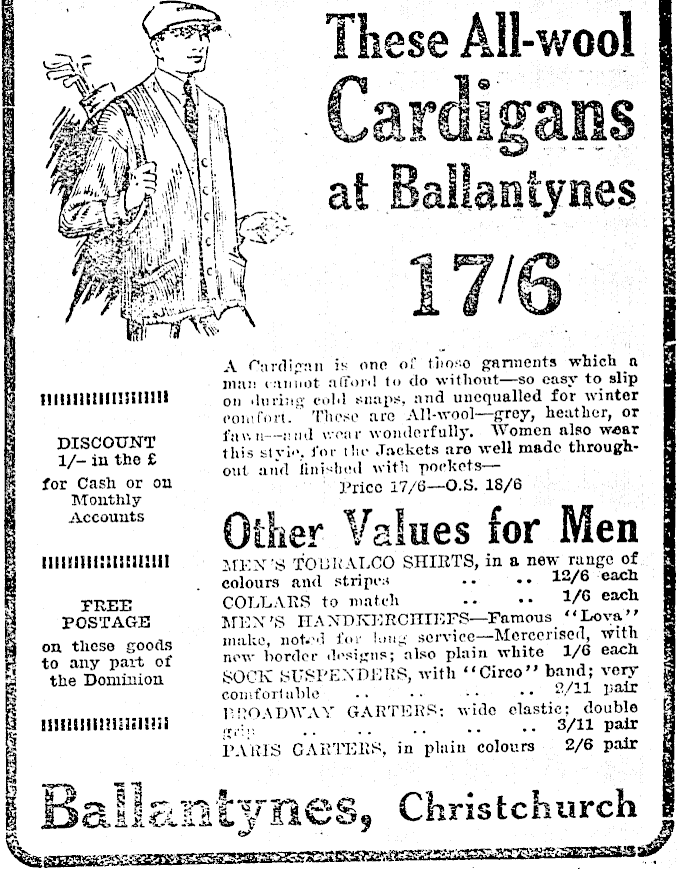 These All-wool
Cardigans
at Ballantynes
17/6
A Cardigan is one of those garments which a
man cannot afford to do without—so easy to slip
on during cold snaps, and unequalled for winter
comfort. These are All-wool—grey, heather, or
fawn—and wear wonderfully. Women also wear
this style, for the Jackets are well made through-
out and finished with pockets—
Price 17/6—O.S. 18/6
DISCOUNT
1/- in the £
for Cash or on
Monthly
Accounts
FREE
POSTAGE
on these goods
to any part of
the Dominion
Other Values for Men
MEN'S TOBRALCO SHIRTS, in a new range of
colours and stripes .. .. 12/6 each
COLLARS to match .. .. 1/6 each
MEN'S HANDKERCHIEFS—Famous "Lova"
make, noted for long service—Mercerised, with
new border designs; also plain white 1/6 each
SOCK SUSPENDERS, with "Circo" band; very
comfortable .. .. .. .. 2/11 pair
BROADWAY GARTERS; wide elastic; double
grip .. .. .. .. .. 3/11 pair
PARIS GARTERS, in plain colours 2/6 pair
Ballantynes, Christchurch